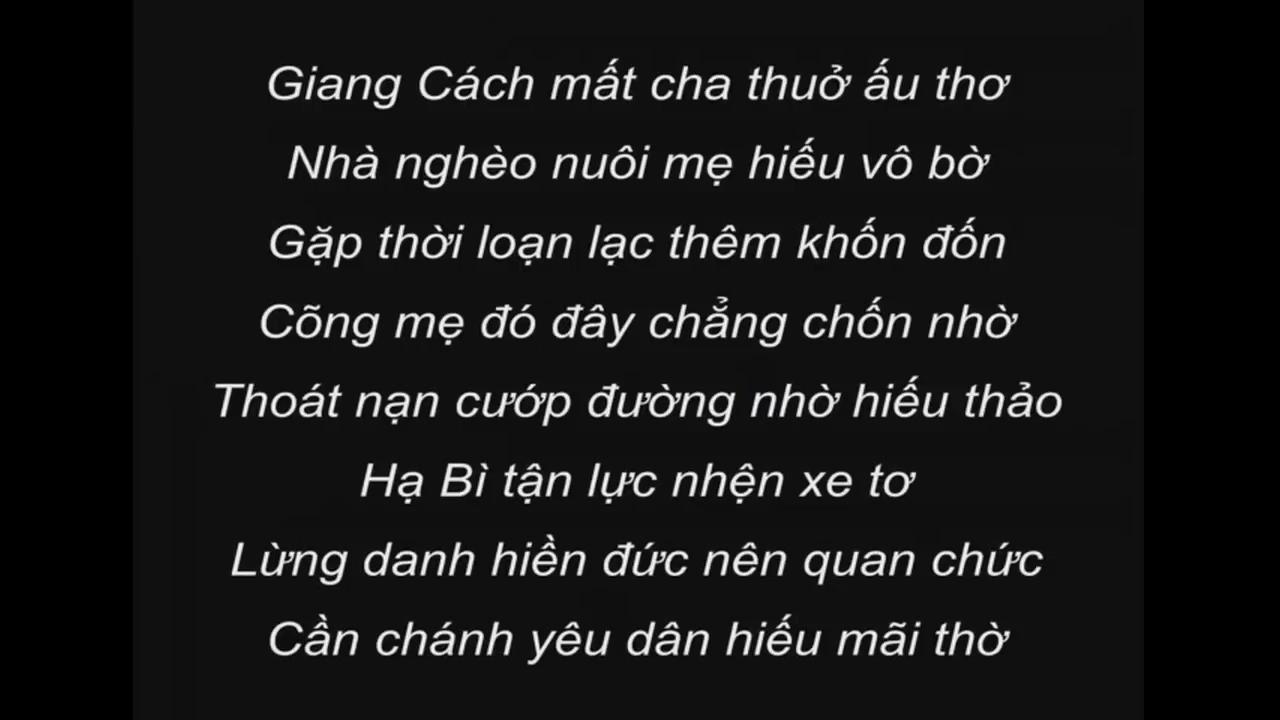 Giang Cách mất cha thuở ấu thơ
Nhà nghèo nuôi mẹ hiếu vô bờ
Gặp thời loạn lạc thêm khốn đốn
Cõng mẹ đó đây chẳng chốn nhờ
Thoát nạn cướp đường nhờ hiếu thảo
Hạ Bì tận lực nhện xe tơ
Lừng danh hiền đức nên quan chức
Cần chánh yêu dân hiếu mãi thờ